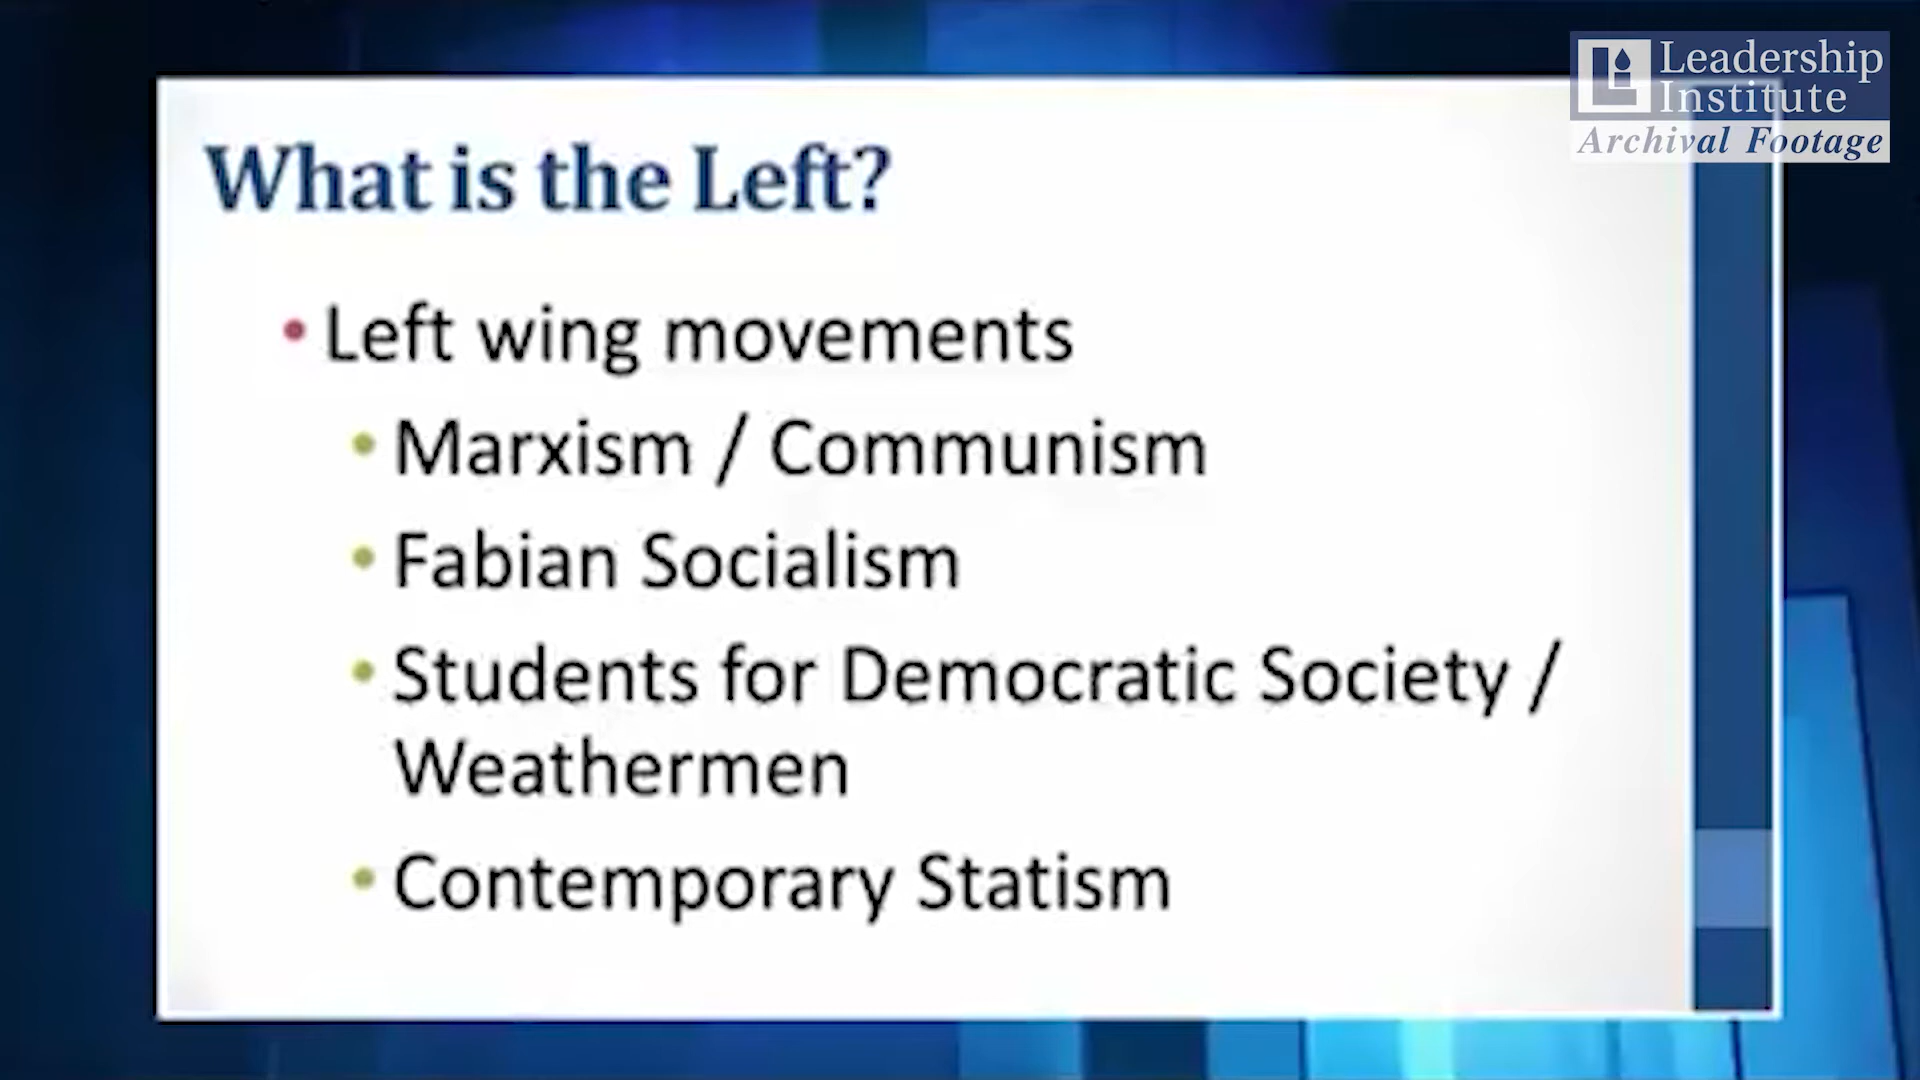 Leadership
Institute
Archival Footage
What is the Left?
• Left wing movements
• Marxism / Communism
• Fabian Socialism
• Students for Democratic Society /
Weathermen
• Contemporary Statism